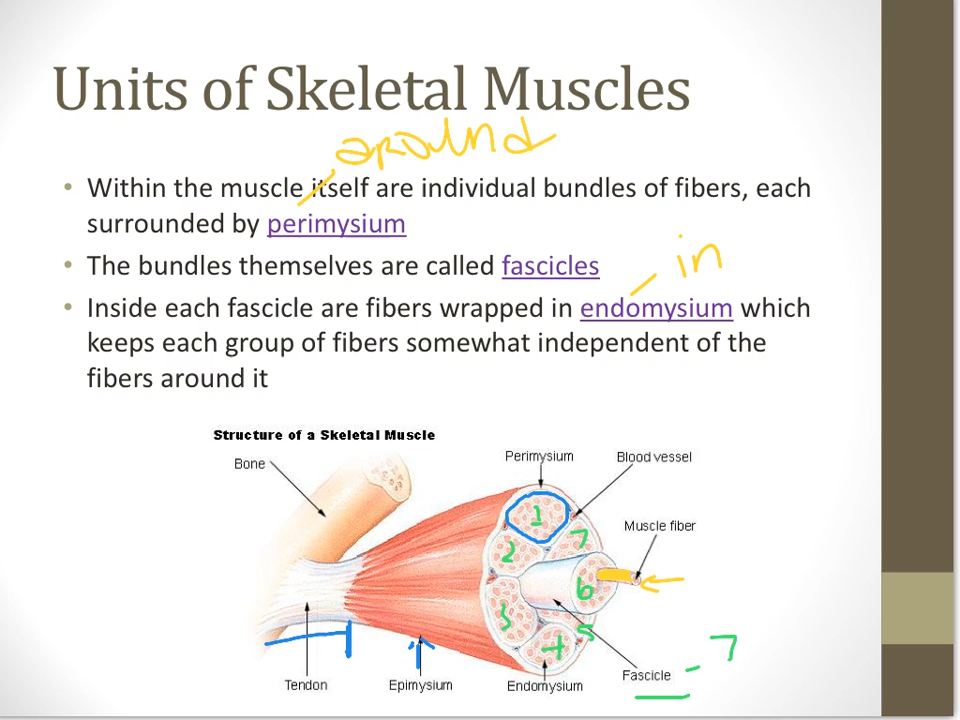 Units of Skeletal Muscles
around
• Within the muscle itself are individual bundles of fibers, each
surrounded by perimysium
• The bundles themselves are called fascicles
in
• Inside each fascicle are fibers wrapped in endomysium which
keeps each group of fibers somewhat independent of the
fibers around it
Structure of a Skeletal Muscle
Bone
Perimysium
Blood vessel
Muscle fiber
1
2
7
6
3
5
4
7
Fascicle
Tendon
Epimysium
Endomysium